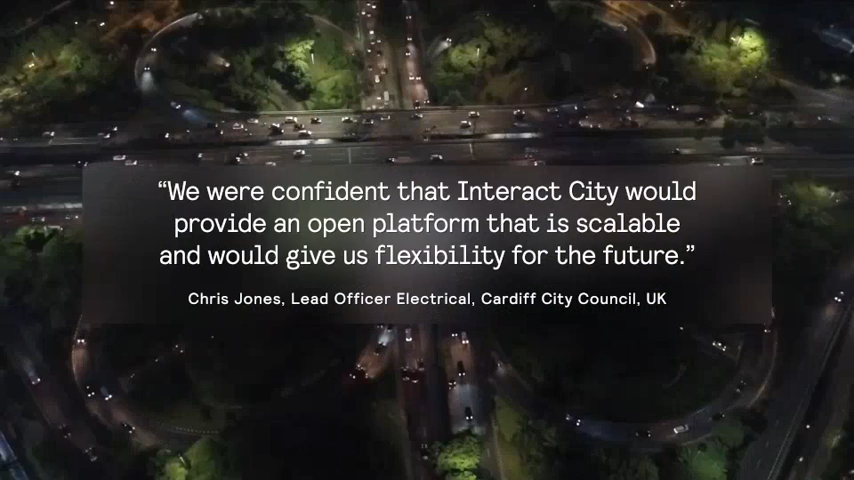 “We were confident that Interact City would
provide an open platform that is scalable
and would give us flexibility for the future.”
Chris Jones, Lead Officer Electrical, Cardiff City Council, UK